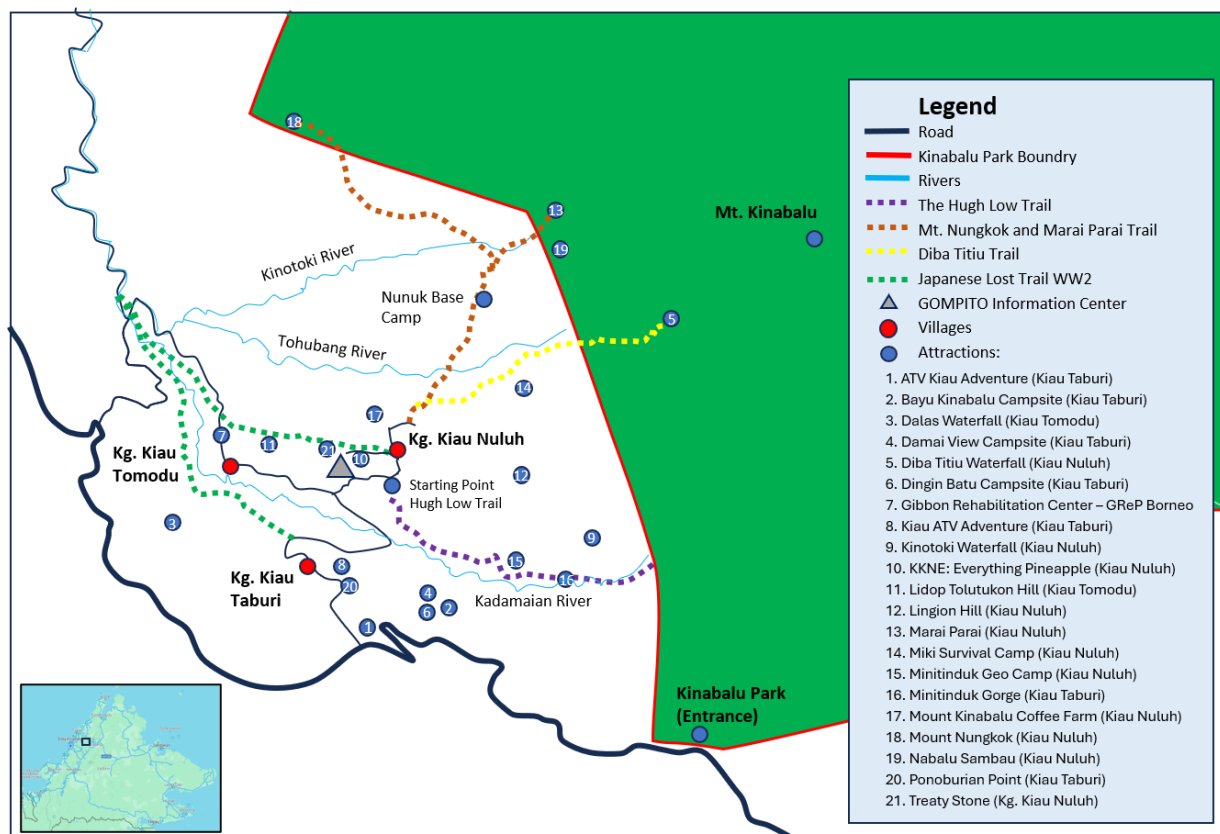 18
13
Mt. Kinabalu
19
Kinotoki River
Nunuk Base
Camp
5
Tohubang River
14
17
7
11
21
10
Kg. Kiau Nuluh
Kg. Kiau
Tomodu
12
Starting Point
Hugh Low Trail
3
9
15
8
16
Kg. Kiau
Taburi
20
4
Kadamaian River
6
2
1
Kinabalu Park
(Entrance)
Legend
Road
Kinabalu Park Boundry
Rivers
The Hugh Low Trail
Mt. Nungkok and Marai Parai Trail
Diba Titiu Trail
Japanese Lost Trail WW2
GOMPITO Information Center
Villages
Attractions:
1. ATV Kiau Adventure (Kiau Taburi)
2. Bayu Kinabalu Campsite (Kiau Taburi)
3. Dalas Waterfall (Kiau Tomodu)
4. Damai View Campsite (Kiau Taburi)
5. Diba Titiu Waterfall (Kiau Nuluh)
6. Dingin Batu Campsite (Kiau Taburi)
7. Gibbon Rehabilitation Center – GReP Borneo
8. Kiau ATV Adventure (Kiau Taburi)
9. Kinotoki Waterfall (Kiau Nuluh)
10. KKNE: Everything Pineapple (Kiau Nuluh)
11. Lidop Tolutukon Hill (Kiau Tomodu)
12. Lingion Hill (Kiau Nuluh)
13. Marai Parai (Kiau Nuluh)
14. Miki Survival Camp (Kiau Nuluh)
15. Minitinduk Geo Camp (Kiau Nuluh)
16. Minitinduk Gorge (Kiau Taburi)
17. Mount Kinabalu Coffee Farm (Kiau Nuluh)
18. Mount Nungkok (Kiau Nuluh)
19. Nabalu Sambau (Kiau Nuluh)
20. Ponoburian Point (Kiau Taburi)
21. Treaty Stone (Kg. Kiau Nuluh)